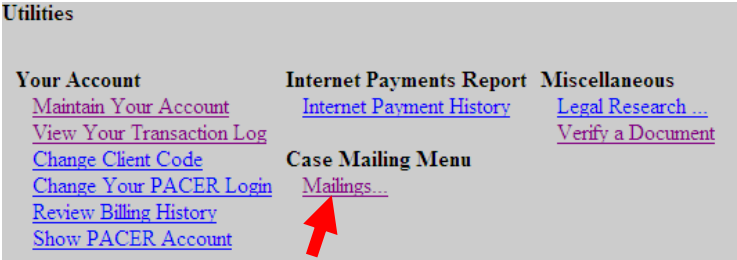 Utilities
Your Account
Maintain Your Account
View Your Transaction Log
Change Client Code
Change Your PACER Login
Review Billing History
Show PACER Account
Internet Payments Report
Internet Payment History
Case Mailing Menu
Mailings...
Miscellaneous
Legal Research ...
Verify a Document